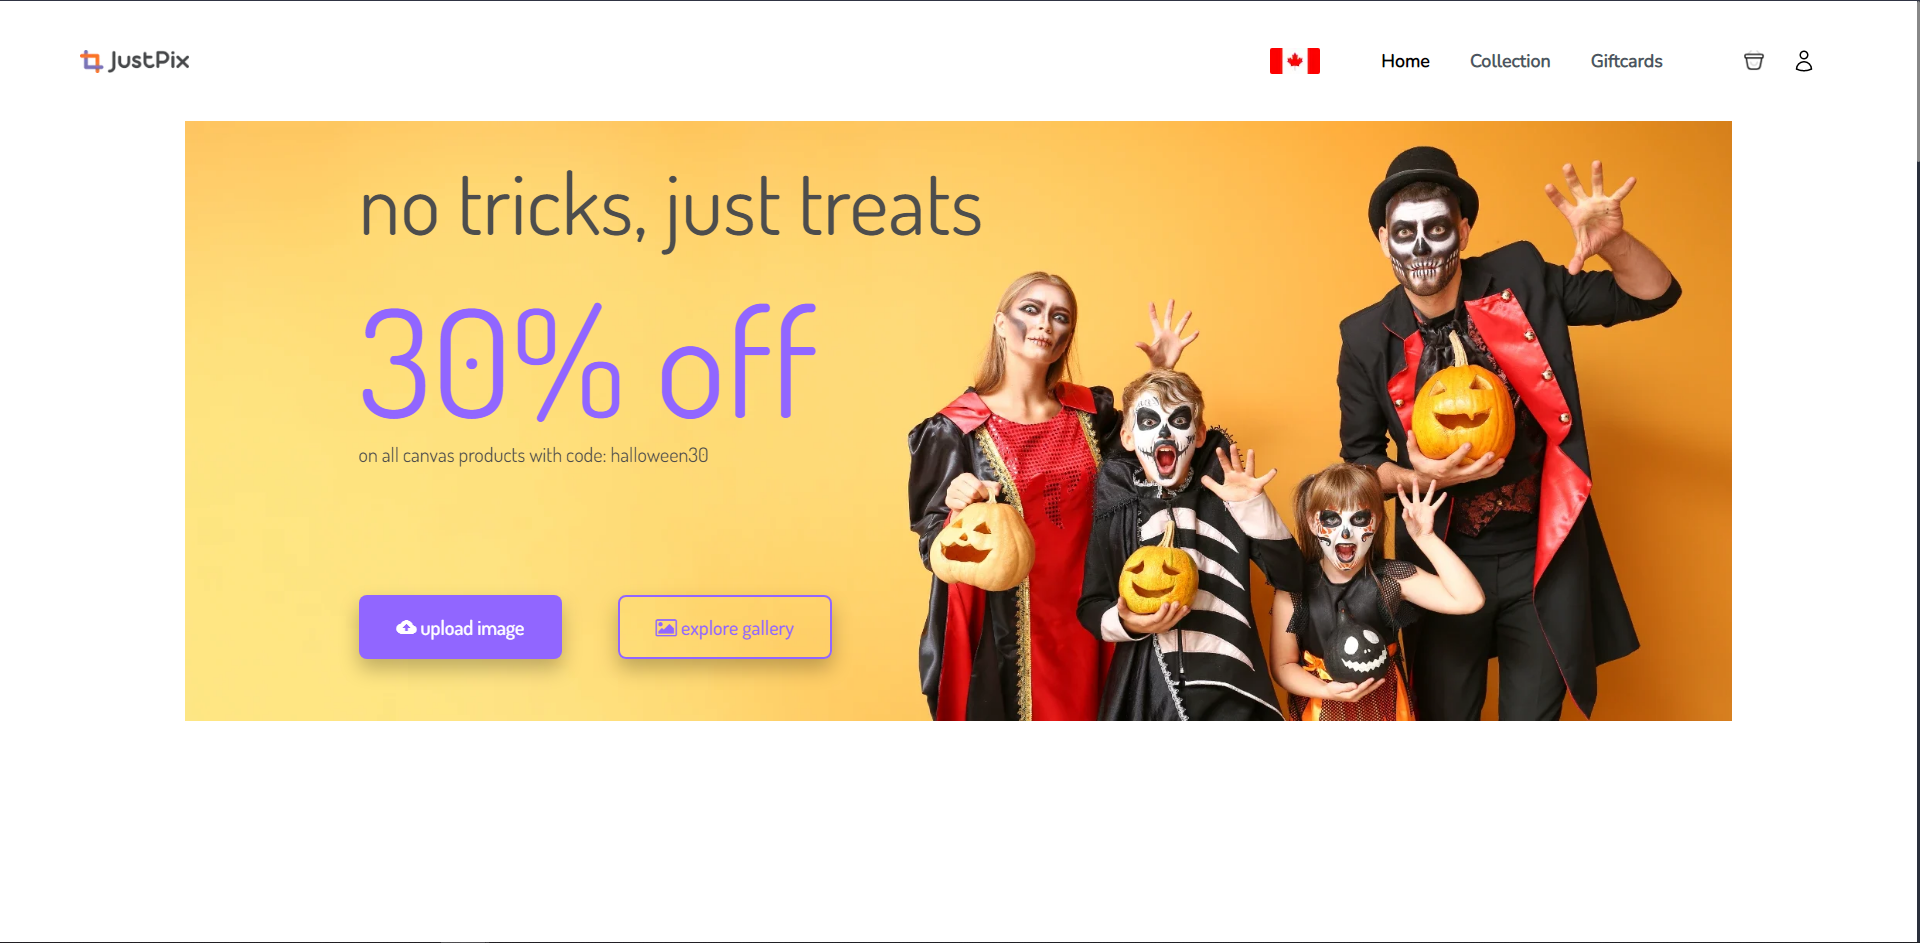 JustPix
Home Collection Giftcards
no tricks, just treats
30% off
on all canvas products with code: halloween30
upload image explore gallery